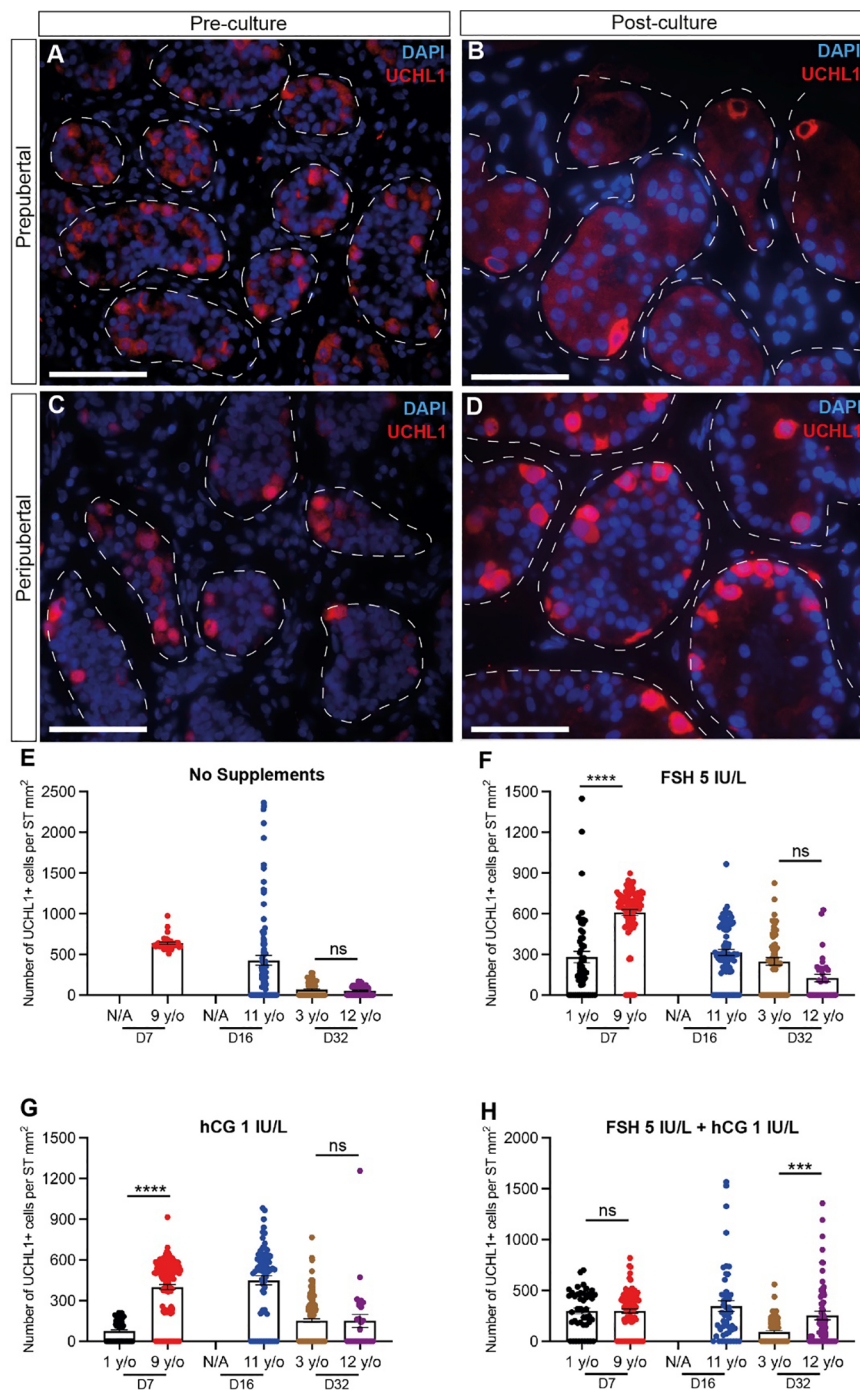 Pre-culture
Post-culture
Prepubertal
Peripubertal
A
DAPI
UCHL1
B
DAPI
UCHL1
C
DAPI
UCHL1
D
DAPI
UCHL1
E
No Supplements
Number of UCHL1+ cells per ST mm²
2500
2000
1500
1000
500
0
ns
N/A 9 y/o N/A 11 y/o 3 y/o 12 y/o
D7 D16 D32
F
FSH 5 IU/L
Number of UCHL1+ cells per ST mm²
1500
1200
900
600
300
0
****
ns
1 y/o 9 y/o N/A 11 y/o 3 y/o 12 y/o
D7 D16 D32
G
hCG 1 IU/L
Number of UCHL1+ cells per ST mm²
1500
1200
900
600
300
0
****
ns
1 y/o 9 y/o N/A 11 y/o 3 y/o 12 y/o
D7 D16 D32
H
FSH 5 IU/L + hCG 1 IU/L
Number of UCHL1+ cells per ST mm²
2000
1500
1000
500
0
ns
***
1 y/o 9 y/o N/A 11 y/o 3 y/o 12 y/o
D7 D16 D32